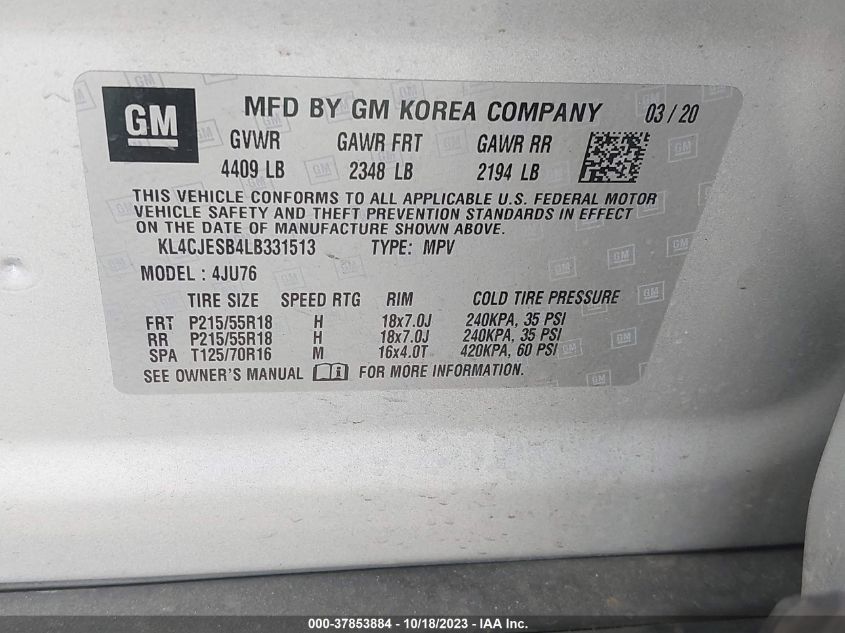 GM MFD BY GM KOREA COMPANY 03/20
GVWR GAWR FRT GAWR RR
4409 LB 2348 LB 2194 LB
THIS VEHICLE CONFORMS TO ALL APPLICABLE U.S. FEDERAL MOTOR
VEHICLE SAFETY AND THEFT PREVENTION STANDARDS IN EFFECT
ON THE DATE OF MANUFACTURE SHOWN ABOVE.
KL4CJESB4LB331513 TYPE: MPV
MODEL : 4JU76
TIRE SIZE SPEED RTG RIM COLD TIRE PRESSURE
FRT P215/55R18 H 18x7.0J 240KPA, 35 PSI
RR P215/55R18 H 18x7.0J 240KPA, 35 PSI
SPA T125/70R16 M 16x4.0T 420KPA, 60 PSI
SEE OWNER'S MANUAL FOR MORE INFORMATION.
000-37853884 - 10/18/2023 - IAA Inc.